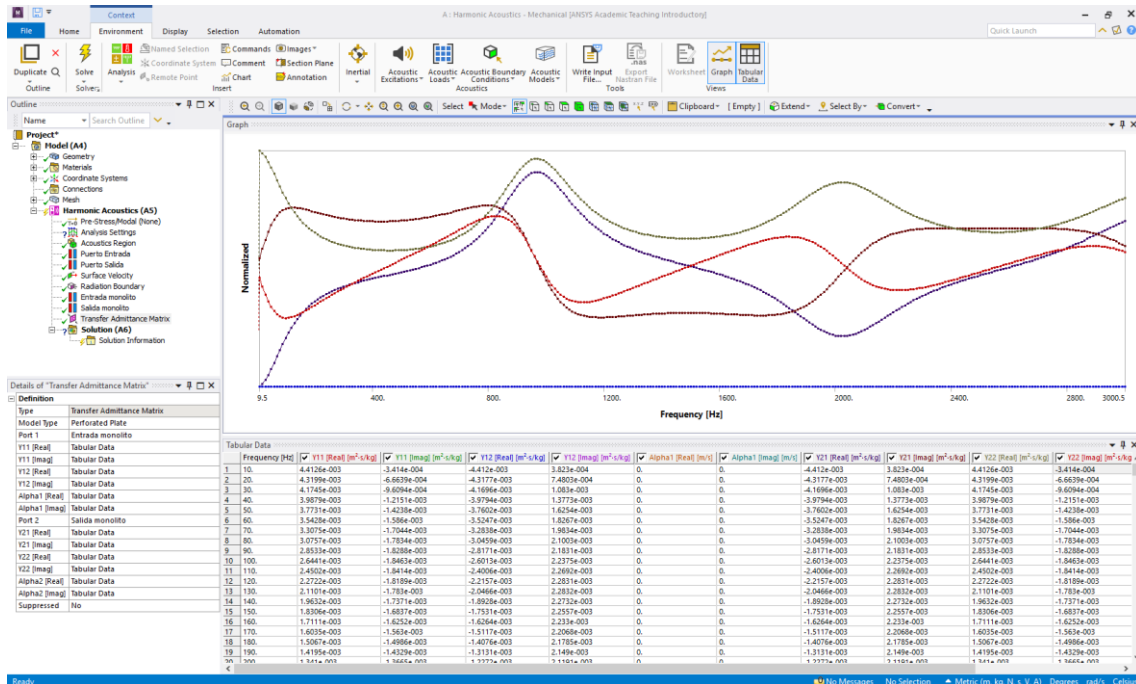 Context
A : Harmonic Acoustics - Mechanical [ANSYS Academic Teaching Introductory]
File Home Environment Display Selection Automation
Quick Launch
Duplicate
Outline
Solve
Solver
Analysis
Named Selection
Coordinate System
Remote Point
Commands
Comment
Chart
Images
Section Plane
Annotation
Insert
Inertial
Acoustic Excitations
Acoustic Loads
Acoustic Boundary Conditions
Acoustic Models
Acoustics
Write Input File...
Export Nastran File
Tools
Worksheet
Graph
Tabular Data
Views
Outline
Name Search Outline
Select Mode Clipboard [ Empty ] Extend Select By Convert
Project*
Model (A4)
Geometry
Materials
Coordinate Systems
Connections
Mesh
Harmonic Acoustics (A5)
Pre-Stress/Modal (None)
Analysis Settings
Acoustics Region
Puerto Entrada
Puerto Salida
Surface Velocity
Radiation Boundary
Entrada monolito
Salida monolito
Transfer Admittance Matrix
Solution (A6)
Solution Information
Graph
Normalized
9.5 400. 800. 1200. 1600. 2000. 2400. 2800. 3000.5
Frequency [Hz]
Details of "Transfer Admittance Matrix"
Definition
Type Transfer Admittance Matrix
Model Type Perforated Plate
Port 1 Entrada monolito
Y11 [Real] Tabular Data
Y11 [Imag] Tabular Data
Y12 [Real] Tabular Data
Y12 [Imag] Tabular Data
Alpha1 [Real] Tabular Data
Alpha1 [Imag] Tabular Data
Port 2 Salida monolito
Y21 [Real] Tabular Data
Y21 [Imag] Tabular Data
Y22 [Real] Tabular Data
Y22 [Imag] Tabular Data
Alpha2 [Real] Tabular Data
Alpha2 [Imag] Tabular Data
Suppressed No
Tabular Data
Frequency [Hz] Y11 [Real] [m²·s/kg] Y11 [Imag] [m²·s/kg] Y12 [Real] [m²·s/kg] Y12 [Imag] [m²·s/kg] Alpha1 [Real] [m/s] Alpha1 [Imag] [m/s] Y21 [Real] [m²·s/kg] Y21 [Imag] [m²·s/kg] Y22 [Real] [m²·s/kg] Y22 [Imag] [m²·s/kg]
1 10. 4.4126e-003 -3.414e-004 -4.412e-003 3.823e-004 0. 0. -4.412e-003 3.823e-004 4.4126e-003 -3.414e-004
2 20. 4.3199e-003 -6.6639e-004 -4.3177e-003 7.4803e-004 0. 0. -4.3177e-003 7.4803e-004 4.3199e-003 -6.6639e-004
3 30. 4.1745e-003 -9.6094e-004 -4.1696e-003 1.083e-003 0. 0. -4.1696e-003 1.083e-003 4.1745e-003 -9.6094e-004
4 40. 3.9879e-003 -1.2151e-003 -3.9794e-003 1.3773e-003 0. 0. -3.9794e-003 1.3773e-003 3.9879e-003 -1.2151e-003
5 50. 3.7731e-003 -1.4238e-003 -3.7602e-003 1.6254e-003 0. 0. -3.7602e-003 1.6254e-003 3.7731e-003 -1.4238e-003
6 60. 3.5428e-003 -1.586e-003 -3.5247e-003 1.8267e-003 0. 0. -3.5247e-003 1.8267e-003 3.5428e-003 -1.586e-003
7 70. 3.3075e-003 -1.7044e-003 -3.2838e-003 1.9834e-003 0. 0. -3.2838e-003 1.9834e-003 3.3075e-003 -1.7044e-003
8 80. 3.0757e-003 -1.7834e-003 -3.0459e-003 2.1003e-003 0. 0. -3.0459e-003 2.1003e-003 3.0757e-003 -1.7834e-003
9 90. 2.8533e-003 -1.8288e-003 -2.8171e-003 2.1831e-003 0. 0. -2.8171e-003 2.1831e-003 2.8533e-003 -1.8288e-003
10 100. 2.6441e-003 -1.8463e-003 -2.6013e-003 2.2375e-003 0. 0. -2.6013e-003 2.2375e-003 2.6441e-003 -1.8463e-003
11 110. 2.4502e-003 -1.8414e-003 -2.4006e-003 2.2692e-003 0. 0. -2.4006e-003 2.2692e-003 2.4502e-003 -1.8414e-003
12 120. 2.2722e-003 -1.8189e-003 -2.2157e-003 2.2831e-003 0. 0. -2.2157e-003 2.2831e-003 2.2722e-003 -1.8189e-003
13 130. 2.1101e-003 -1.783e-003 -2.0466e-003 2.2831e-003 0. 0. -2.0466e-003 2.2831e-003 2.1101e-003 -1.783e-003
14 140. 1.9632e-003 -1.7371e-003 -1.8928e-003 2.2732e-003 0. 0. -1.8928e-003 2.2732e-003 1.9632e-003 -1.7371e-003
15 150. 1.8306e-003 -1.6837e-003 -1.7531e-003 2.2557e-003 0. 0. -1.7531e-003 2.2557e-003 1.8306e-003 -1.6837e-003
16 160. 1.7111e-003 -1.6252e-003 -1.6264e-003 2.233e-003 0. 0. -1.6264e-003 2.233e-003 1.7111e-003 -1.6252e-003
17 170. 1.6035e-003 -1.563e-003 -1.5117e-003 2.2068e-003 0. 0. -1.5117e-003 2.2068e-003 1.6035e-003 -1.563e-003
18 180. 1.5067e-003 -1.4986e-003 -1.4076e-003 2.1785e-003 0. 0. -1.4076e-003 2.1785e-003 1.5067e-003 -1.4986e-003
19 190. 1.4195e-003 -1.4329e-003 -1.3131e-003 2.149e-003 0. 0. -1.3131e-003 2.149e-003 1.4195e-003 -1.4329e-003
Ready No Messages No Selection Metric (m, kg, N, s, V, A) Degrees rad/s Celsius